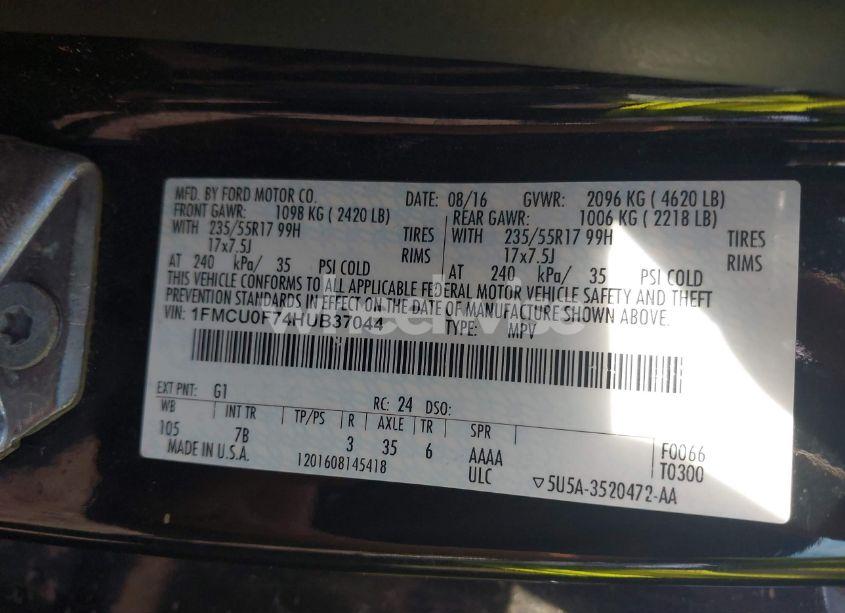 MFD. BY FORD MOTOR CO. DATE: 08/16 GVWR: 2096 KG ( 4620 LB)
FRONT GAWR: 1098 KG ( 2420 LB) REAR GAWR: 1006 KG ( 2218 LB)
WITH 235/55R17 99H TIRES WITH 235/55R17 99H TIRES
17x7.5J RIMS 17x7.5J RIMS
AT 240 kPa/ 35 PSI COLD AT 240 kPa/ 35 PSI COLD
THIS VEHICLE CONFORMS TO ALL APPLICABLE FEDERAL MOTOR VEHICLE SAFETY AND THEFT
PREVENTION STANDARDS IN EFFECT ON THE DATE OF MANUFACTURE SHOWN ABOVE.
VIN: 1FMCU0F74HUB37044 TYPE: MPV
EXT PNT: G1 RC: 24 DSO:
WB INT TR TP/PS R AXLE TR SPR
105 7B 3 35 6 AAAA F0066
MADE IN U.S.A. 1201608145418 ULC T0300
▽5U5A-3520472-AA